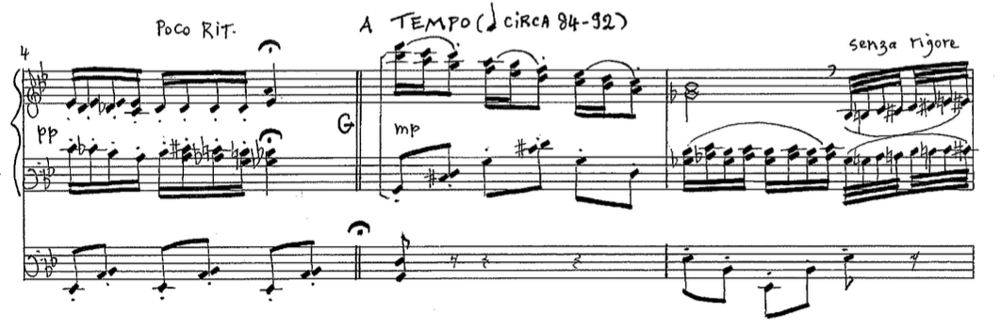 4
POCO RIT.
A TEMPO (♩ CIRCA 84-92)
senza rigore
pp
G
mp